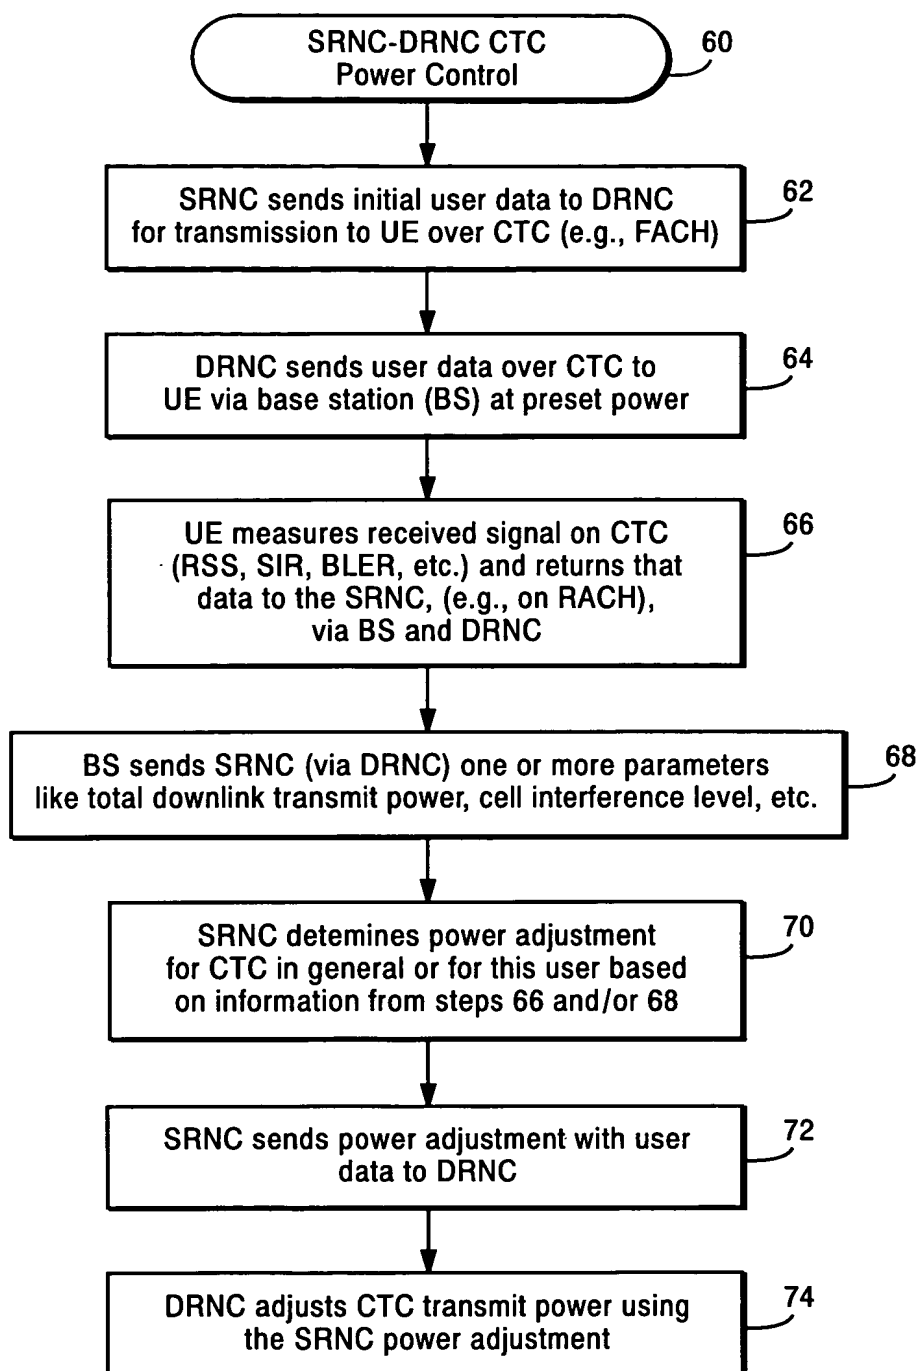 SRNC-DRNC CTC
Power Control
60
SRNC sends initial user data to DRNC
for transmission to UE over CTC (e.g., FACH)
62
DRNC sends user data over CTC to
UE via base station (BS) at preset power
64
UE measures received signal on CTC
(RSS, SIR, BLER, etc.) and returns that
data to the SRNC, (e.g., on RACH),
via BS and DRNC
66
BS sends SRNC (via DRNC) one or more parameters
like total downlink transmit power, cell interference level, etc.
68
SRNC detemines power adjustment
for CTC in general or for this user based
on information from steps 66 and/or 68
70
SRNC sends power adjustment with user
data to DRNC
72
DRNC adjusts CTC transmit power using
the SRNC power adjustment
74